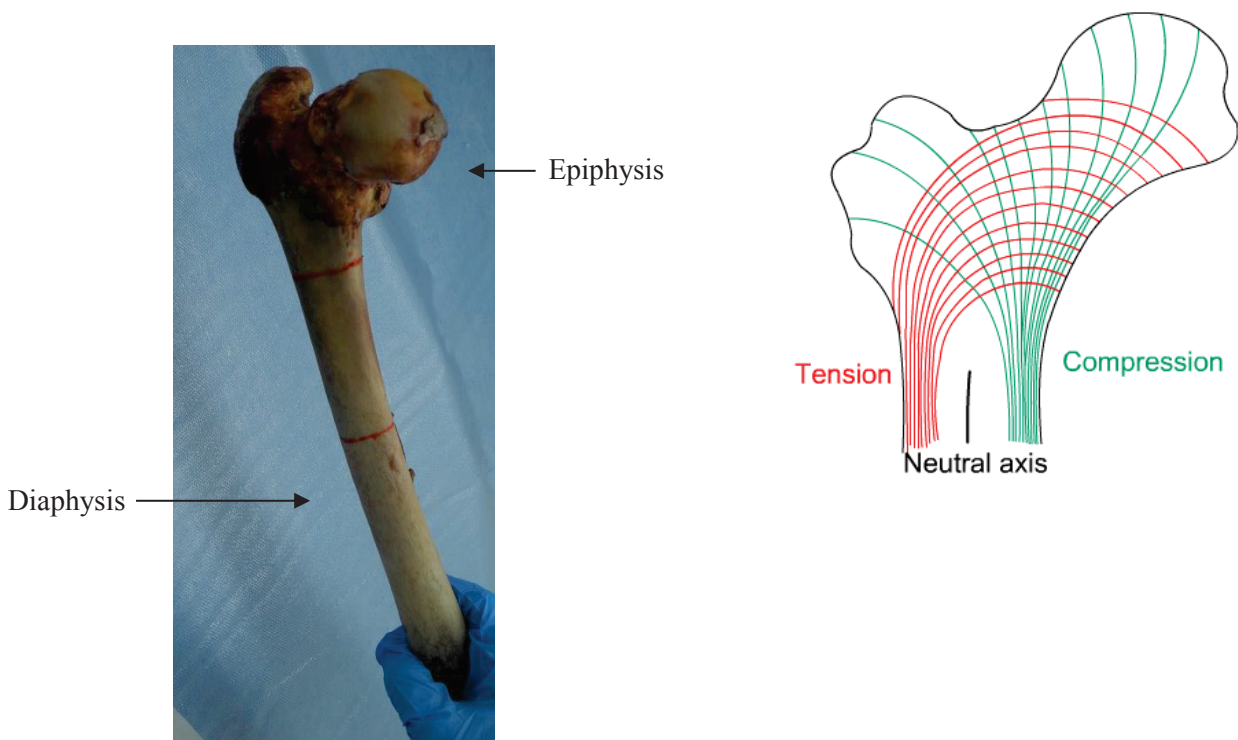 Epiphysis
Diaphysis
Tension
Compression
Neutral axis